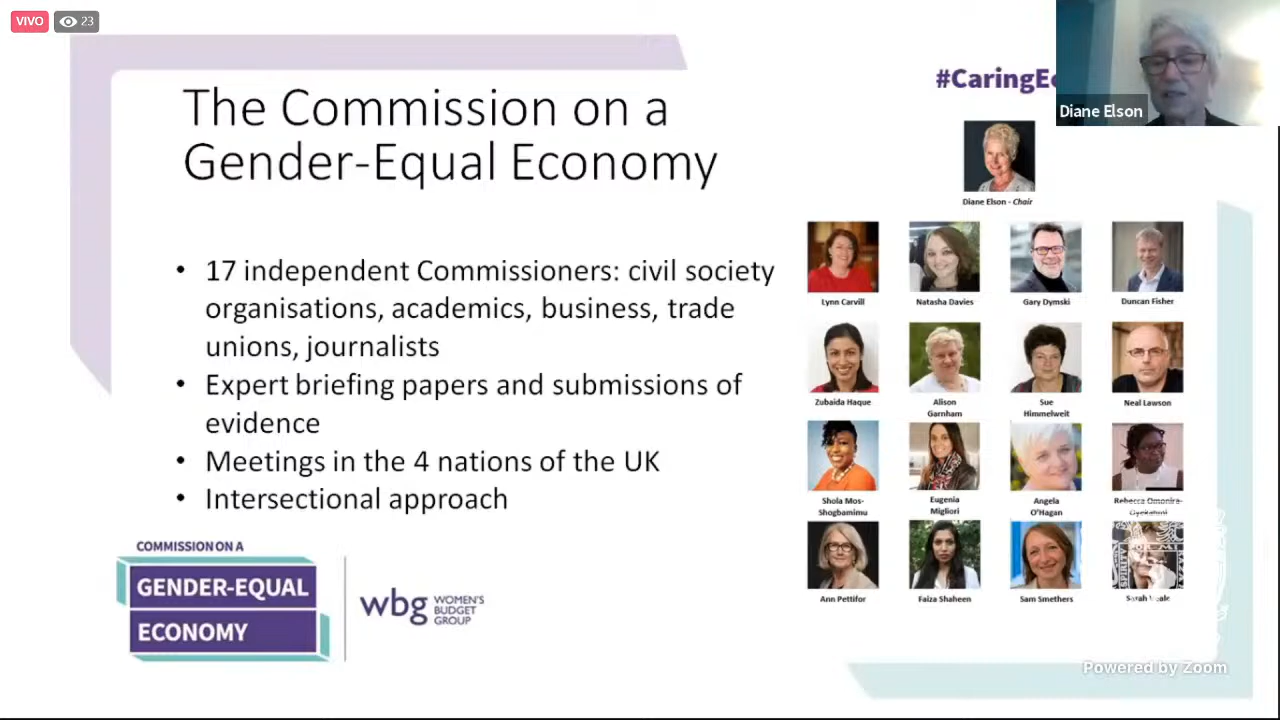 VIVO
23
#CaringEc
Diane Elson
The Commission on a
Gender-Equal Economy
Diane Elson - Chair
• 17 independent Commissioners: civil society
organisations, academics, business, trade
unions, journalists
• Expert briefing papers and submissions of
evidence
• Meetings in the 4 nations of the UK
• Intersectional approach
Lynn Carvill
Natasha Davies
Gary Dymski
Duncan Fisher
Zubaida Haque
Alison
Garnham
Sue
Himmelweit
Neal Lawson
Shola Mos-
Shogbamimu
Eugenia
Migliori
Angela
O'Hagan
Rebecca Omonira-
Ann Pettifor
Faiza Shaheen
Sam Smethers
Sarah
COMMISSION ON A
GENDER-EQUAL
ECONOMY
wbg WOMEN'S
BUDGET
GROUP
SPIRITV
Powered by Zoom